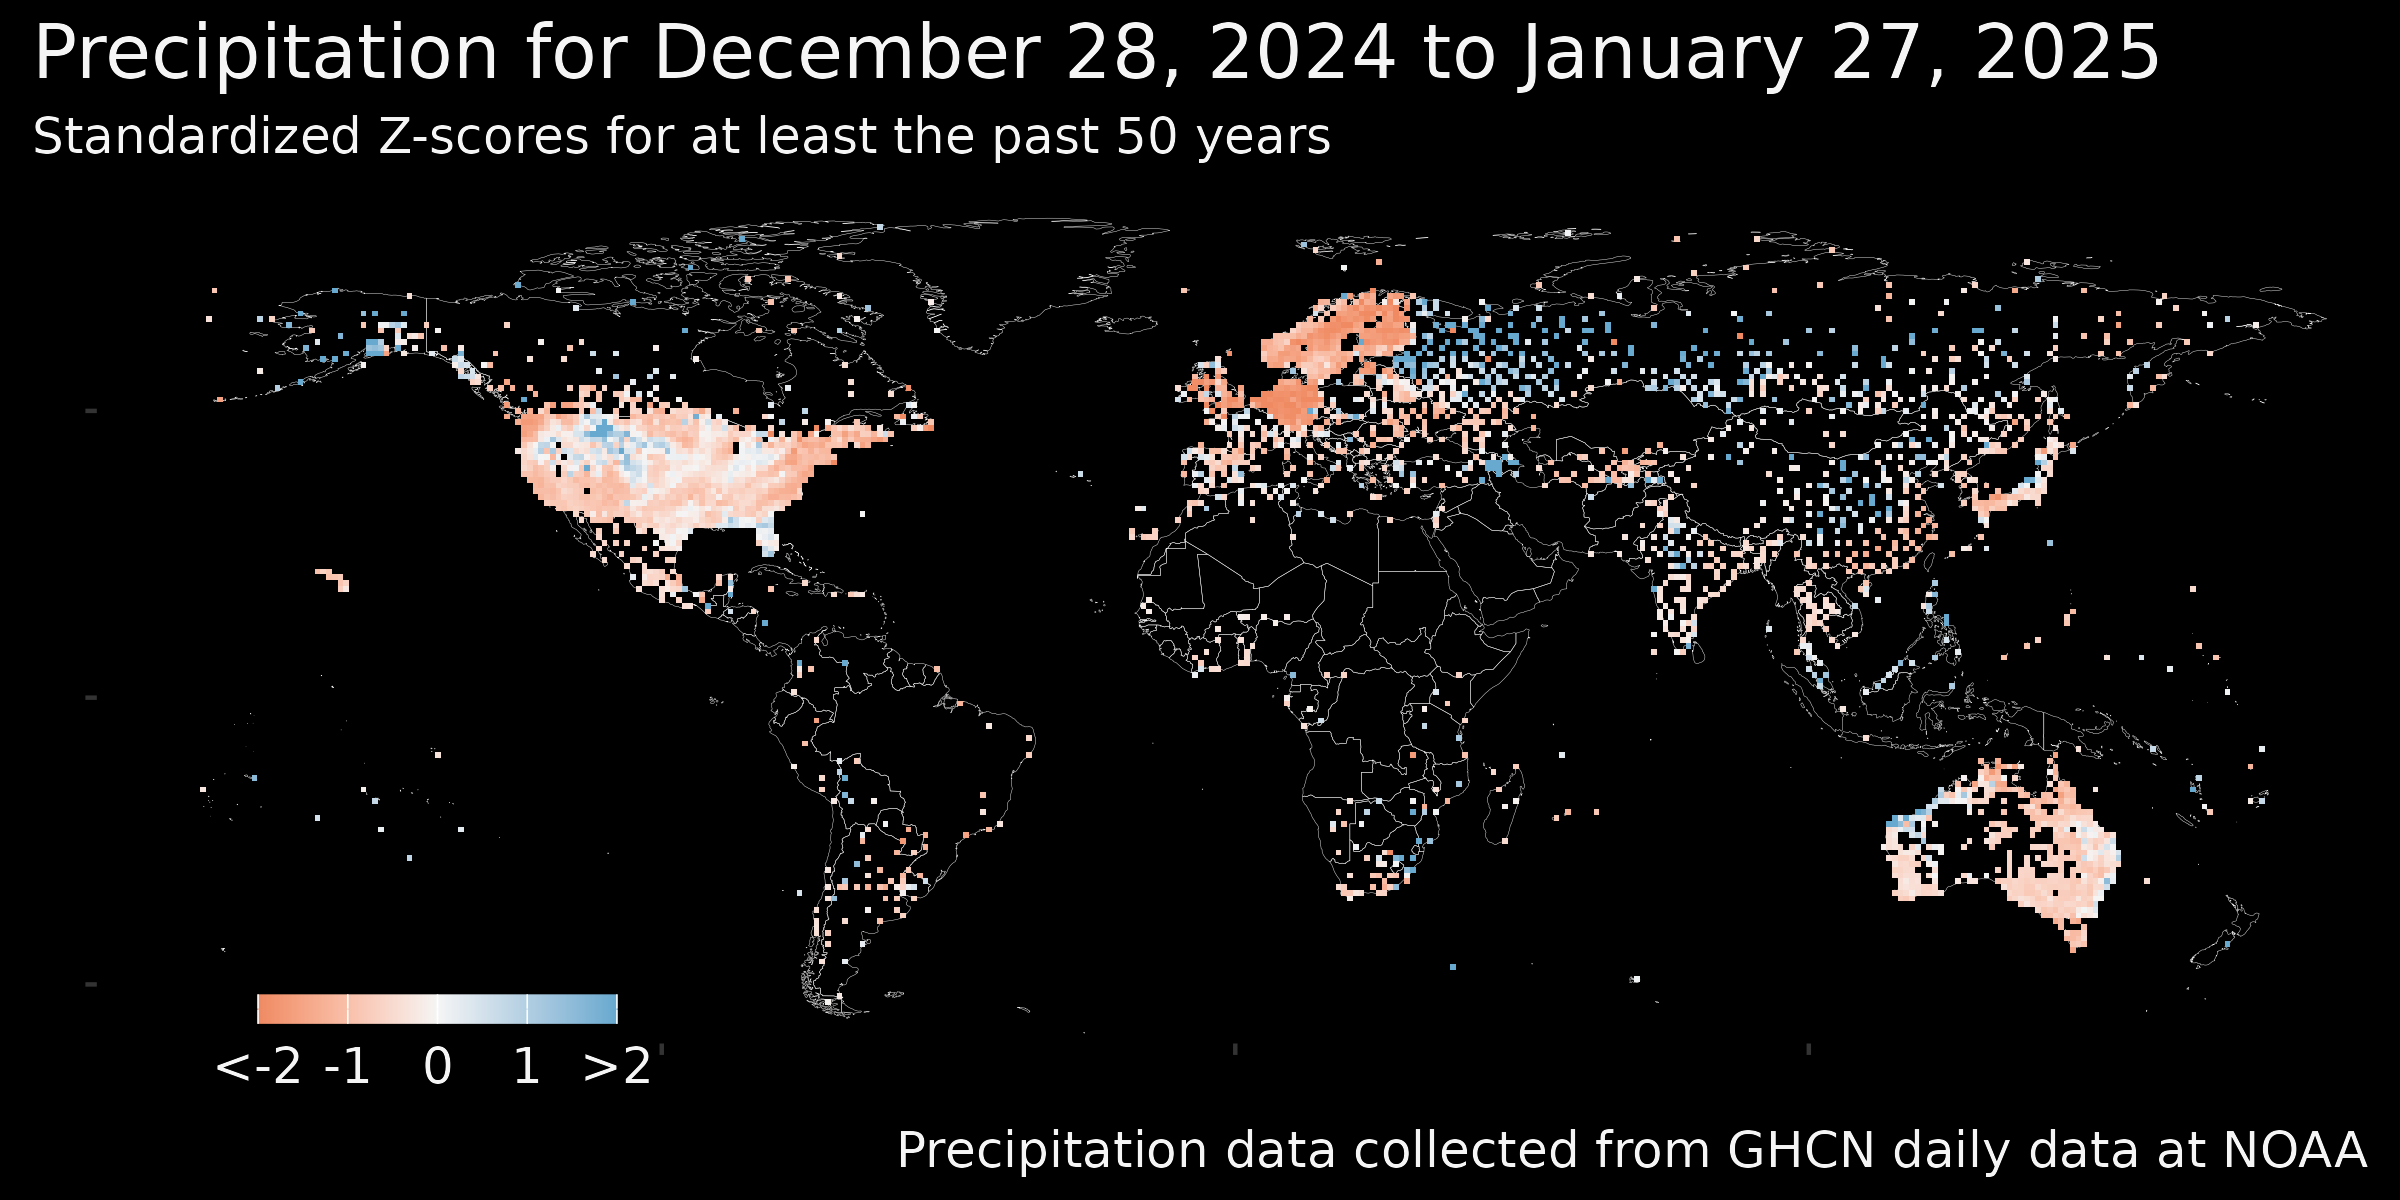 Precipitation for December 28, 2024 to January 27, 2025
Standardized Z-scores for at least the past 50 years
<-2 -1 0 1 >2
Precipitation data collected from GHCN daily data at NOAA